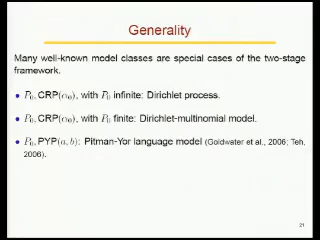 Generality
Many well-known model classes are special cases of the two-stage
framework.
• P₀, CRP(α₀), with P₀ infinite: Dirichlet process.
• P₀, CRP(α₀), with P₀ finite: Dirichlet-multinomial model.
• P₀, PYP(a, b): Pitman-Yor language model (Goldwater et al., 2006; Teh,
2006).
21